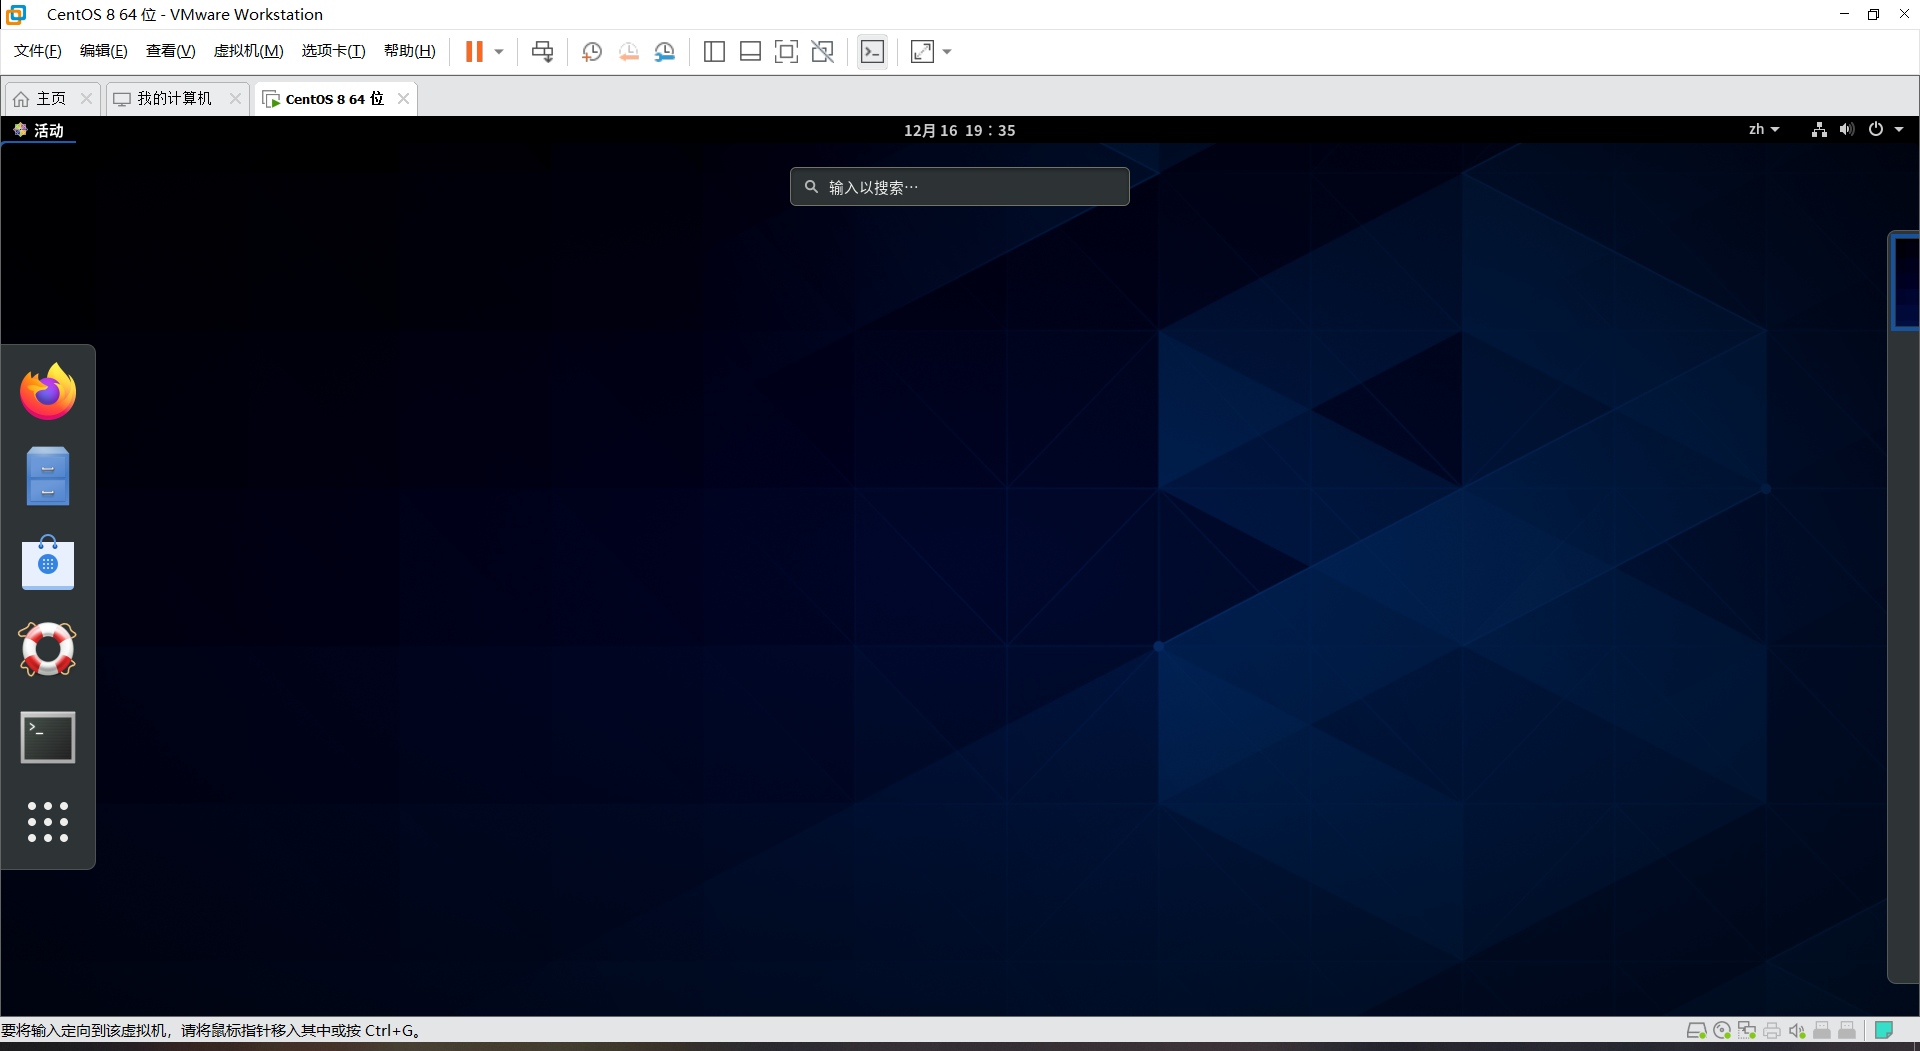 CentOS 8 64 位 - VMware Workstation
文件(F) 编辑(E) 查看(V) 虚拟机(M) 选项卡(T) 帮助(H)
主页 我的计算机 CentOS 8 64 位
活动 12月 16 19：35 zh
输入以搜索…
要将输入定向到该虚拟机，请将鼠标指针移入其中或按 Ctrl+G。